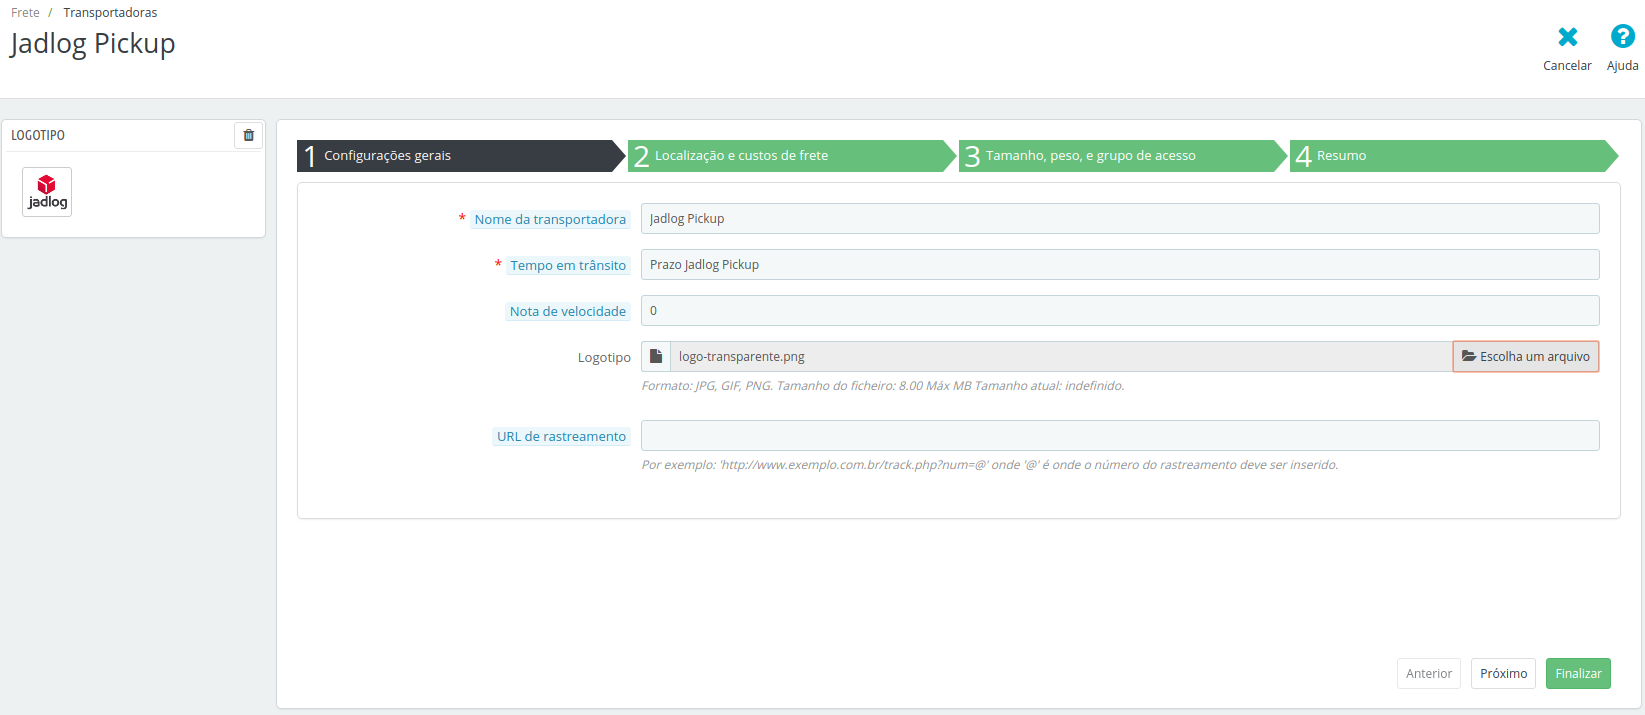 Frete / Transportadoras
Jadlog Pickup
Cancelar
Ajuda
LOGOTIPO
jadlog
1 Configurações gerais
2 Localização e custos de frete
3 Tamanho, peso, e grupo de acesso
4 Resumo
* Nome da transportadora Jadlog Pickup
* Tempo em trânsito Prazo Jadlog Pickup
Nota de velocidade 0
Logotipo logo-transparente.png Escolha um arquivo
Formato: JPG, GIF, PNG. Tamanho do ficheiro: 8.00 Máx MB Tamanho atual: indefinido.
URL de rastreamento
Por exemplo: 'http://www.exemplo.com.br/track.php?num=@' onde '@' é onde o número do rastreamento deve ser inserido.
Anterior
Próximo
Finalizar